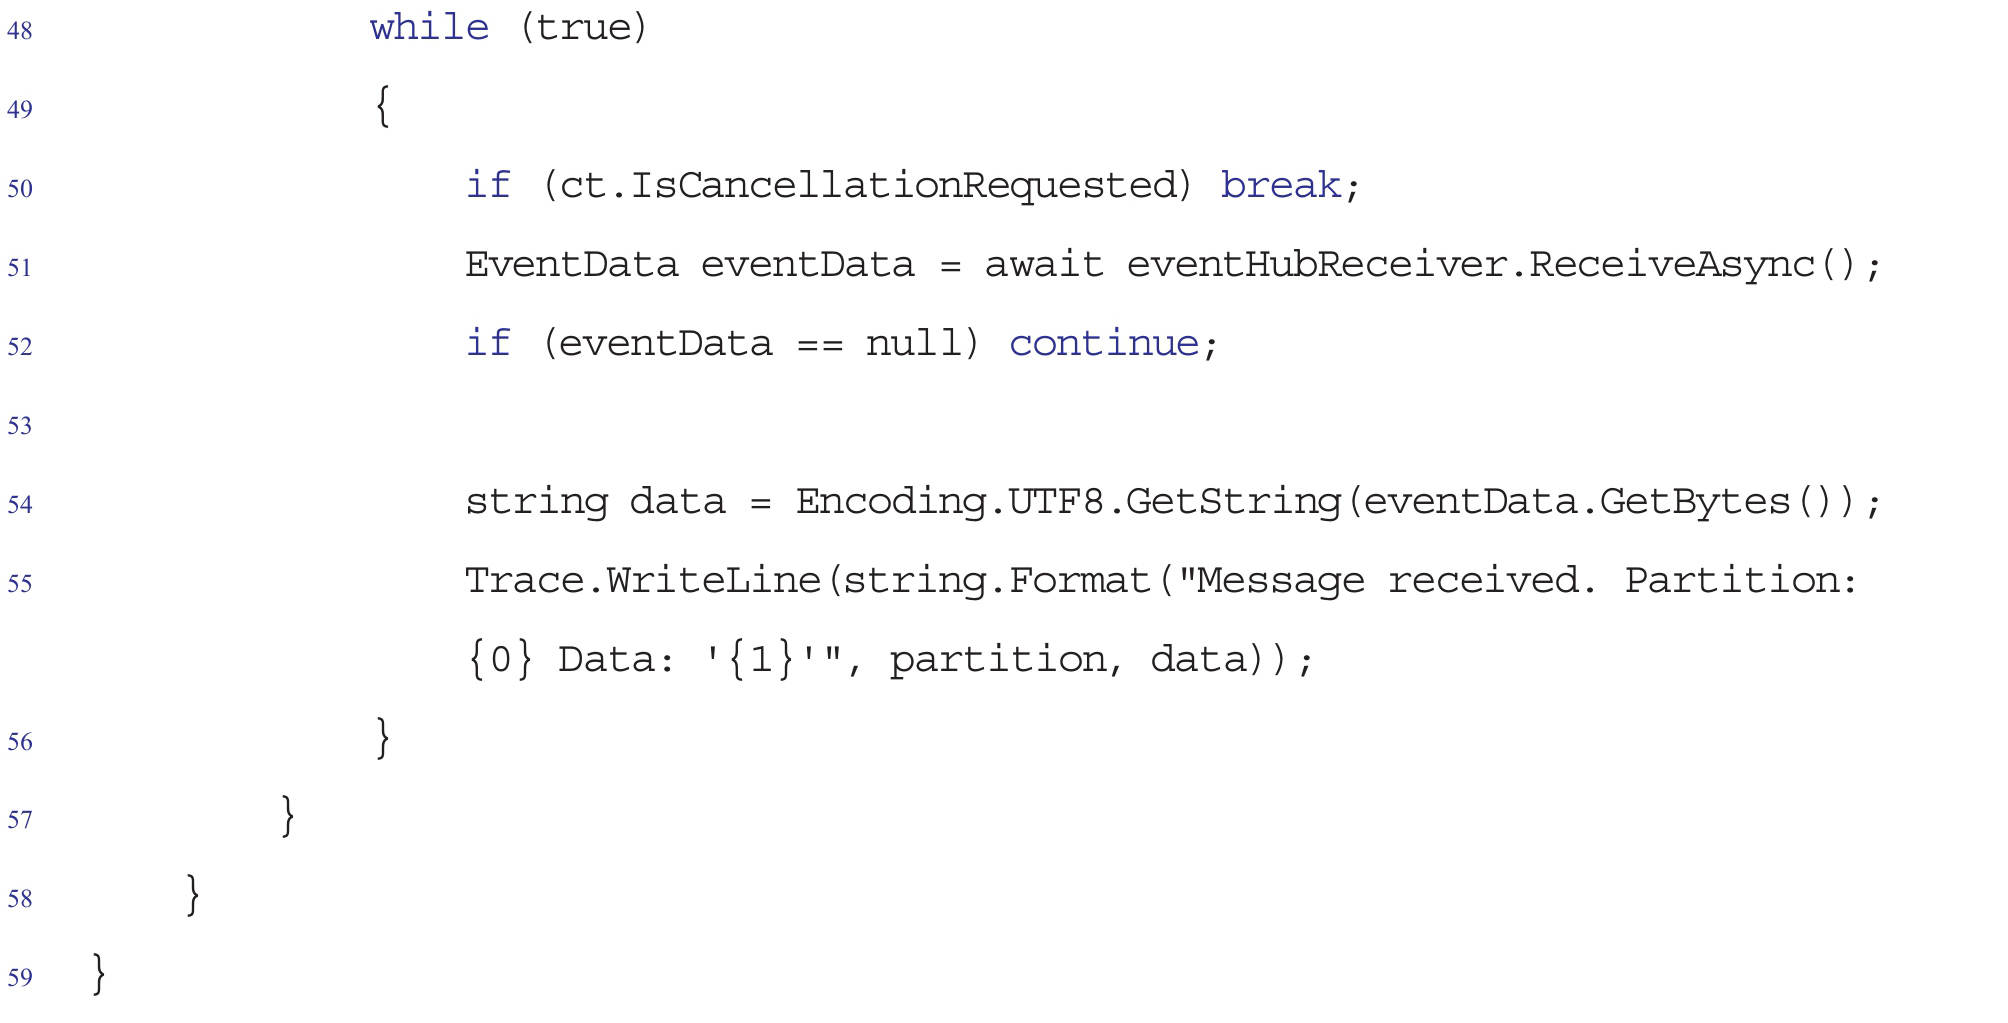 48 while (true)
49 {
50 if (ct.IsCancellationRequested) break;
51 EventData eventData = await eventHubReceiver.ReceiveAsync();
52 if (eventData == null) continue;
53
54 string data = Encoding.UTF8.GetString(eventData.GetBytes());
55 Trace.WriteLine(string.Format("Message received. Partition:
{0} Data: '{1}'", partition, data));
56 }
57 }
58 }
59 }